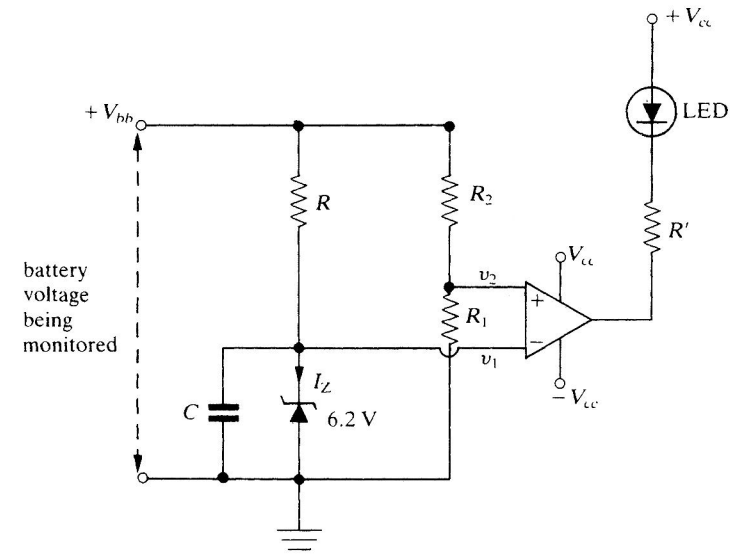 + V_cc
LED
+ V_bb
R
R_2
R'
V_cc
v_2
+
battery
voltage
being
monitored
R_1
−
v_1
I_Z
C
6.2 V
− V_cc